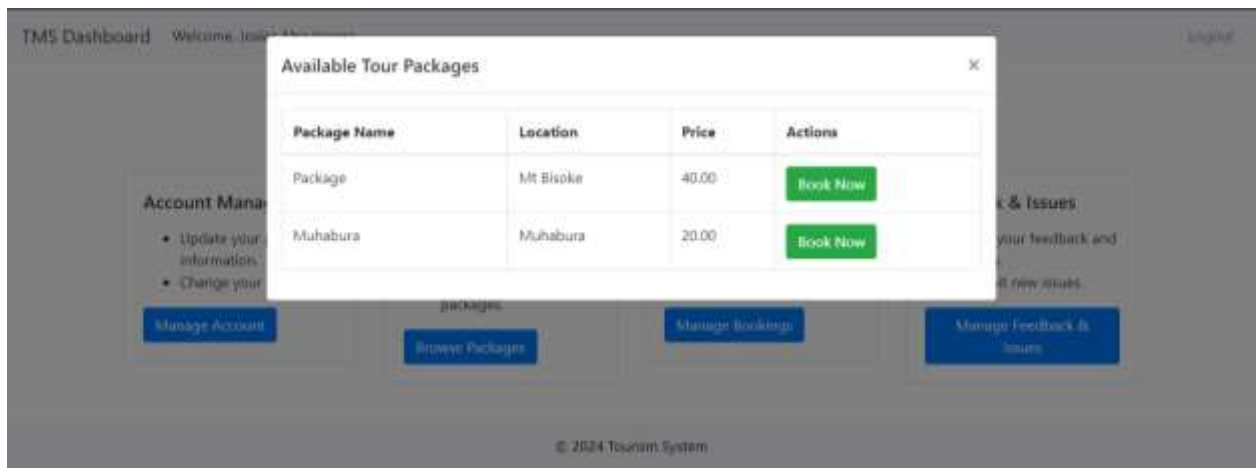 TMS Dashboard Welcome,
Logout
Available Tour Packages ×
Package Name Location Price Actions
Package Mt Bisoke 40.00 Book Now
Muhabura Muhabura 20.00 Book Now
Account Mana
• Update your
information.
• Change your
Manage Account
packages.
Browse Packages
Manage Bookings
& Issues
your feedback and
new issues.
Manage Feedback &
Issues
© 2024 Tourism System